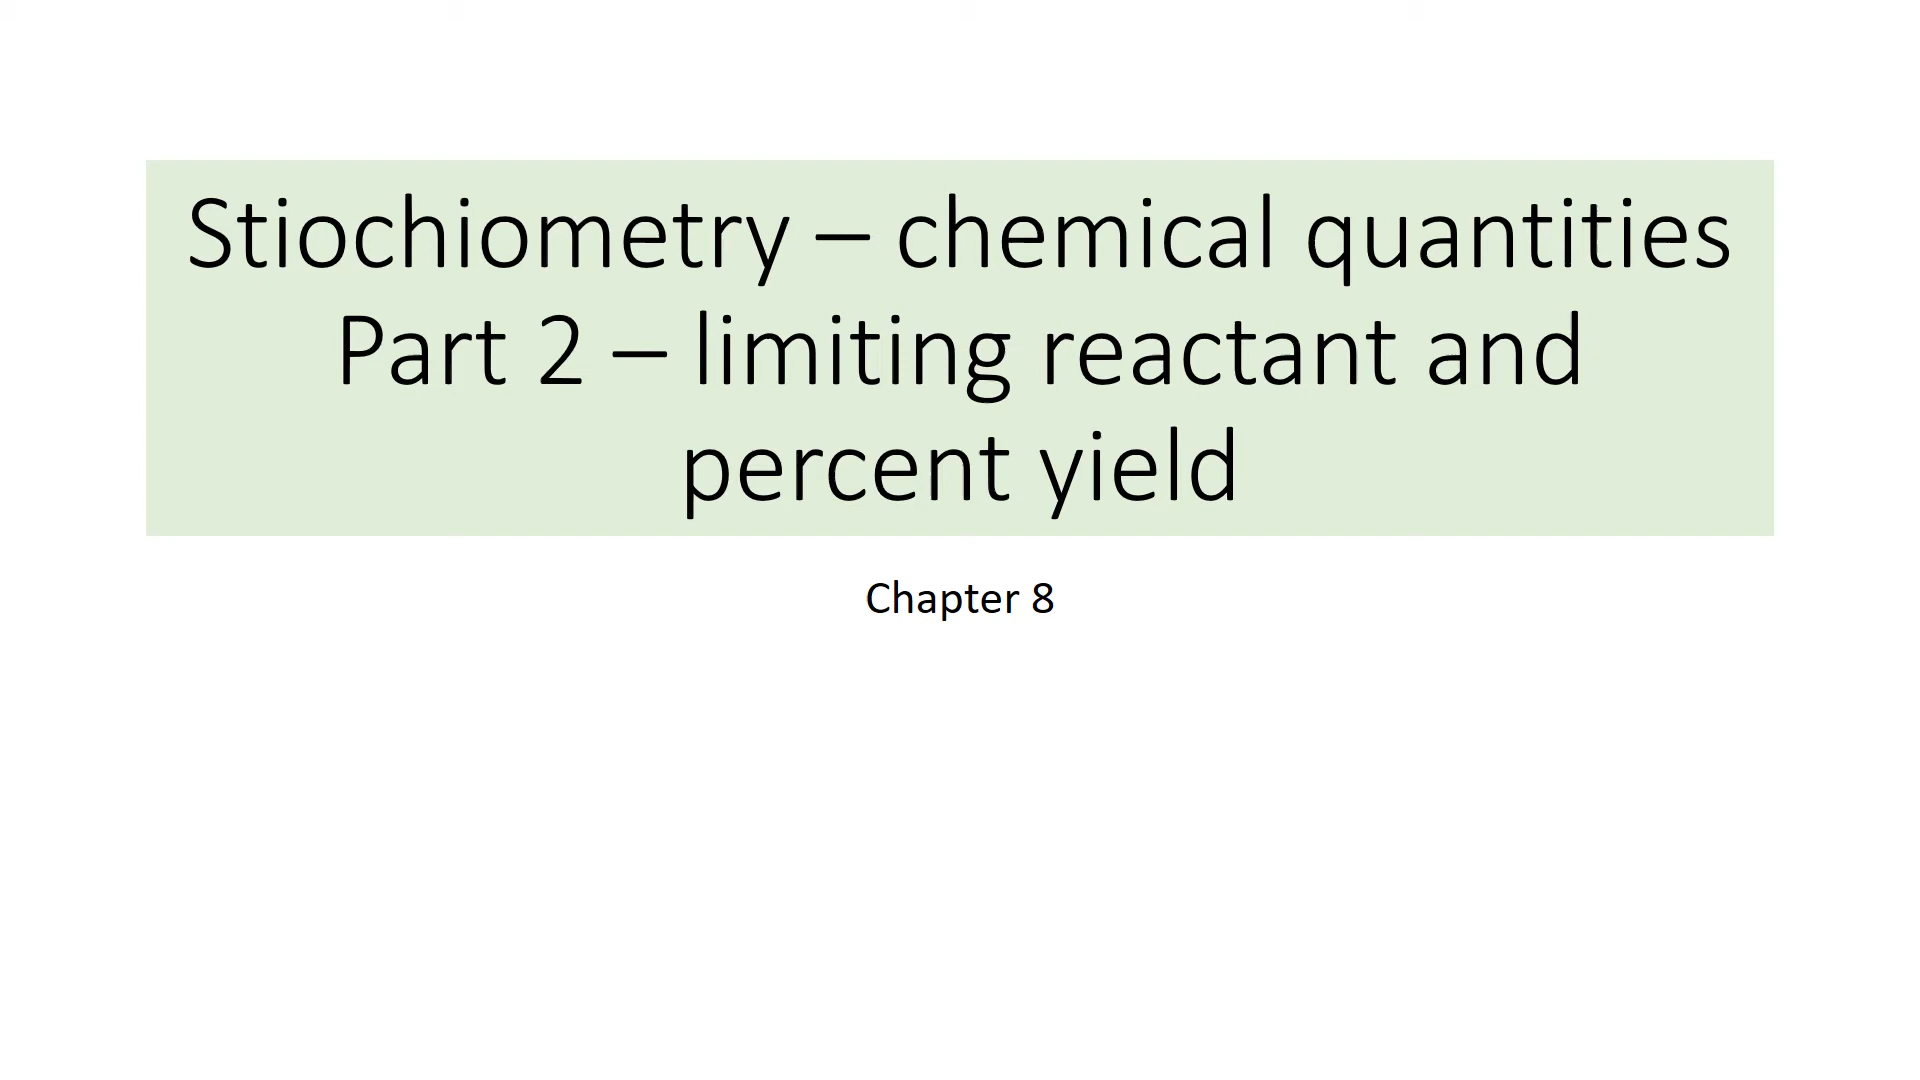 Stiochiometry – chemical quantities
Part 2 – limiting reactant and
percent yield
Chapter 8